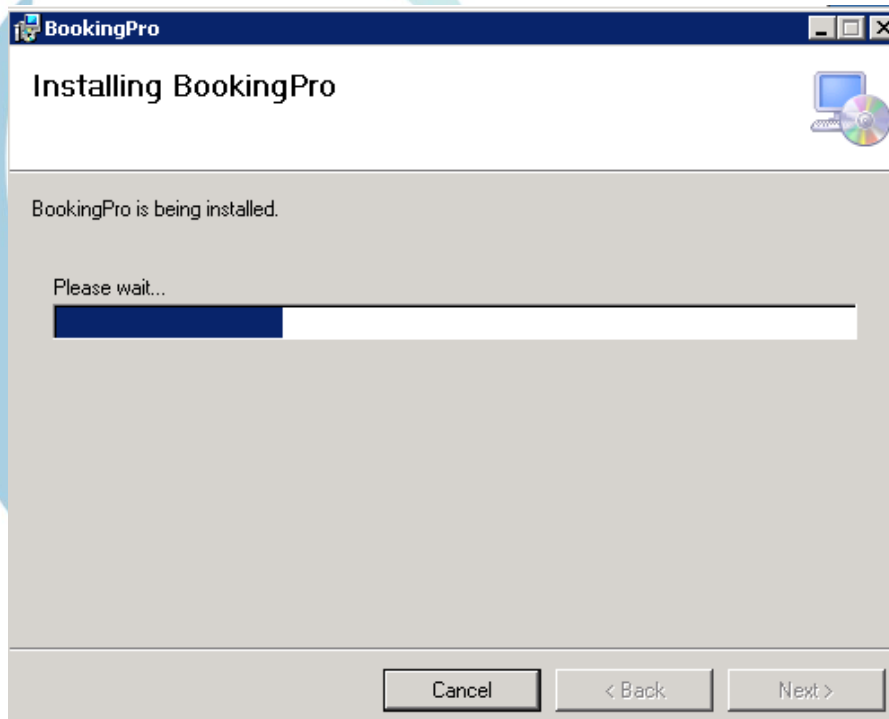 BookingPro
Installing BookingPro
BookingPro is being installed.
Please wait...
Cancel
< Back
Next >